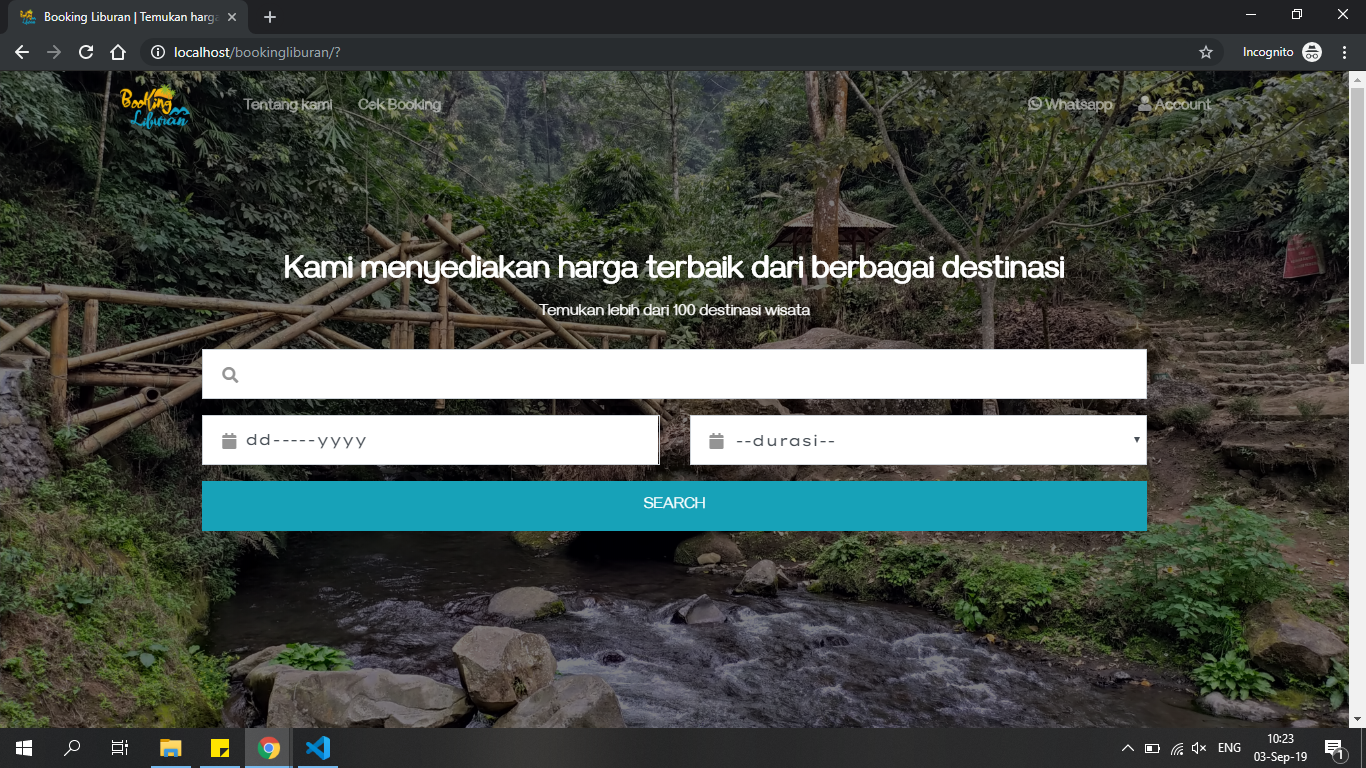 Booking Liburan | Temukan harga
localhost/bookingliburan/?
Incognito
Booking
Liburan
Tentang kami
Cek Booking
Whatsapp
Account
Kami menyediakan harga terbaik dari berbagai destinasi
Temukan lebih dari 100 destinasi wisata
dd-----yyyy
--durasi--
SEARCH
ENG
10:23
03-Sep-19
1